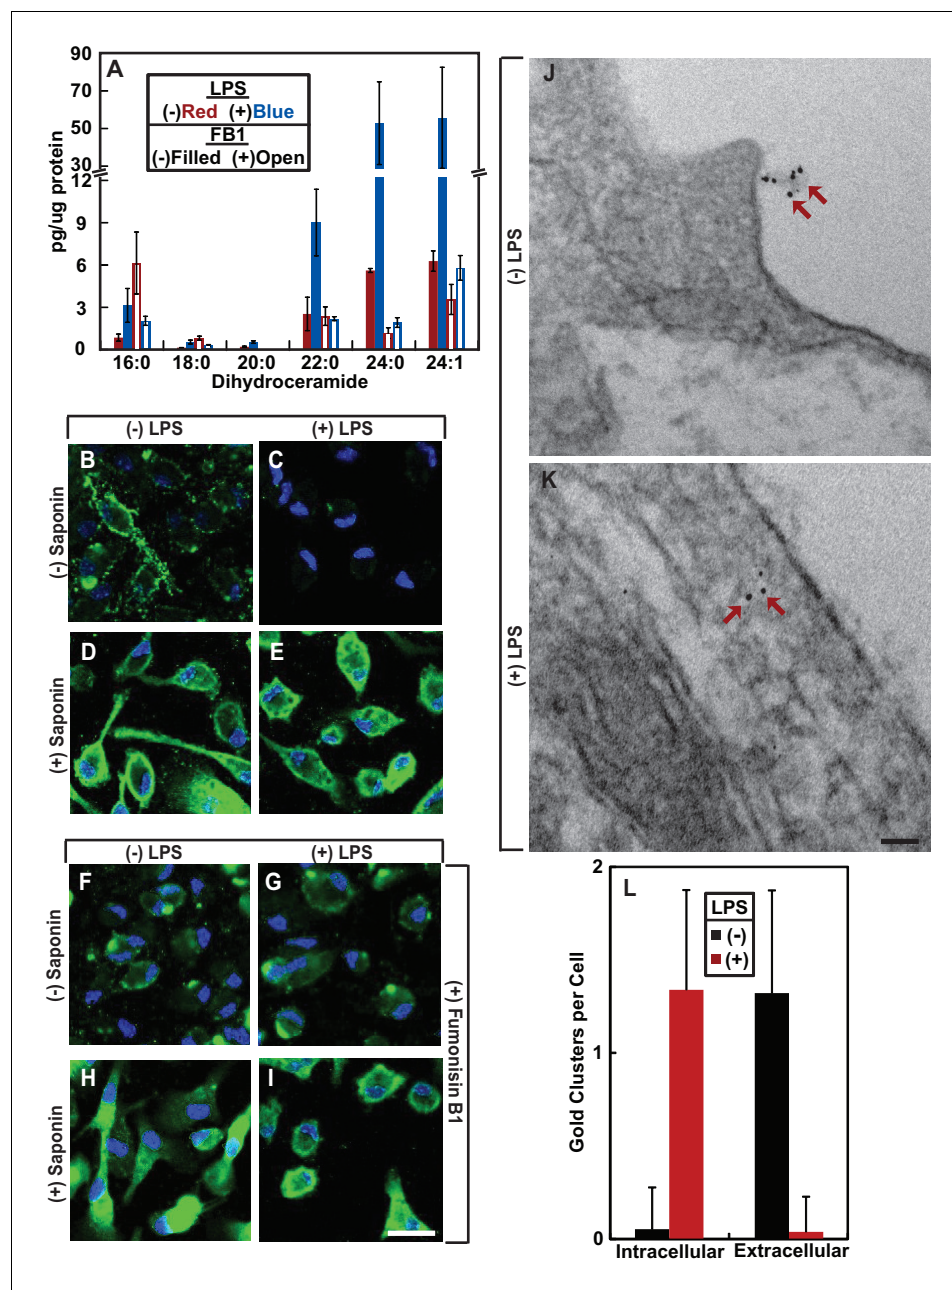 A
LPS
(-)Red (+)Blue
FB1
(-)Filled (+)Open
pg/ug protein
90
70
50
30
12
9
6
3
0
16:0 18:0 20:0 22:0 24:0 24:1
Dihydroceramide
(-) LPS (+) LPS
(-) Saponin
B C
(+) Saponin
D E
(-) LPS (+) LPS
(-) Saponin
F G
(+) Saponin
H I
(+) Fumonisin B1
(-) LPS
J
(+) LPS
K
L
LPS
(-)
(+)
Gold Clusters per Cell
2
1
0
Intracellular Extracellular